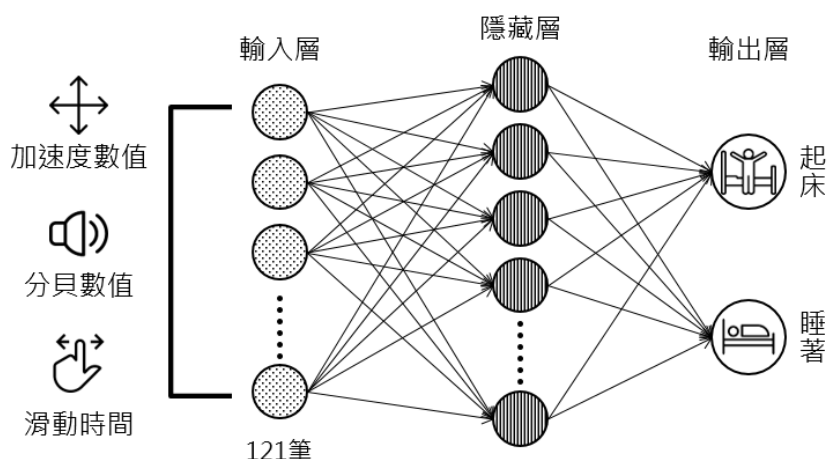 輸入層
隱藏層
輸出層
加速度數值
分貝數值
滑動時間
121筆
起床
睡著